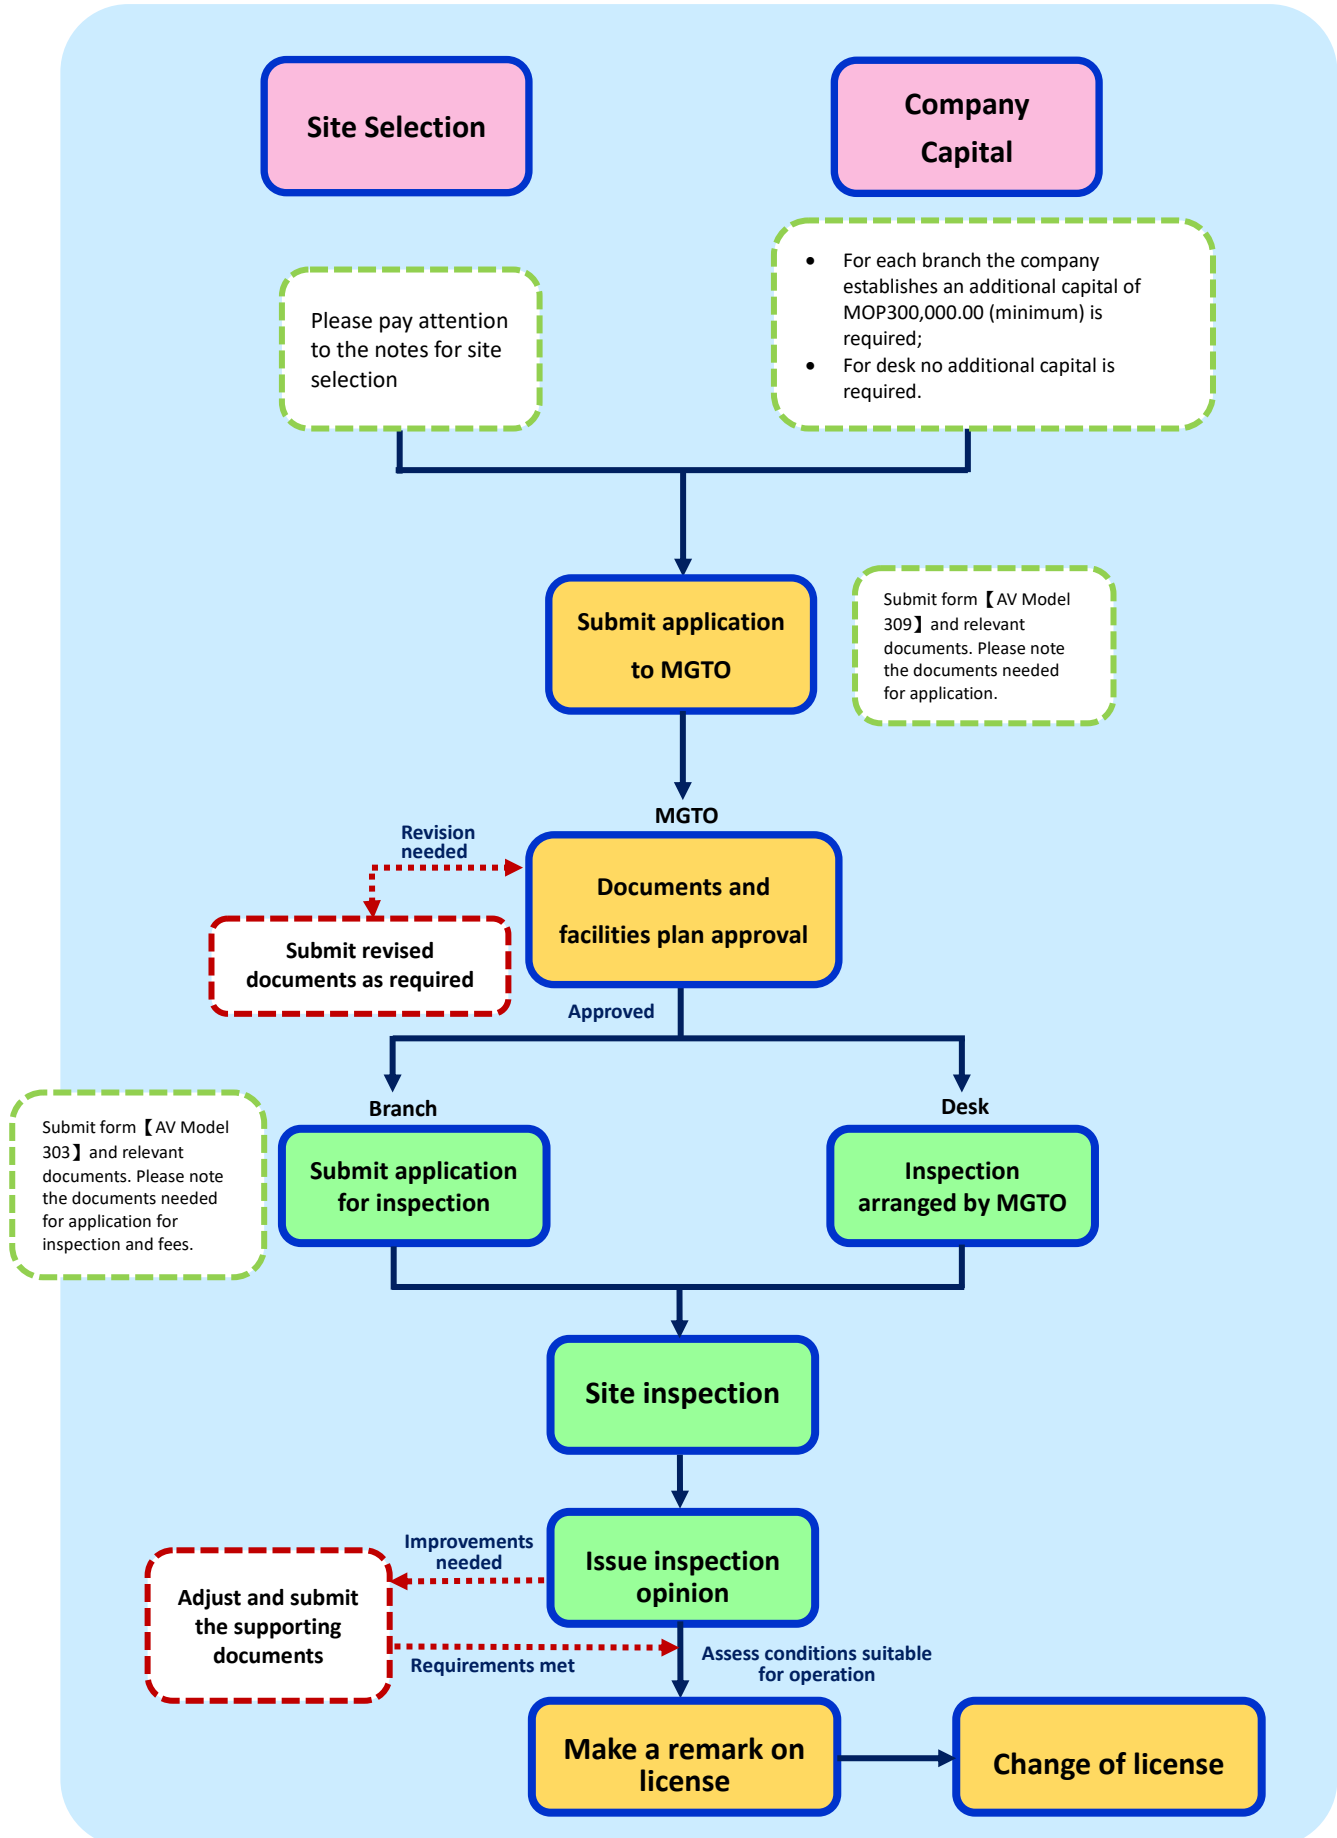 Site Selection
Company
Capital
Please pay attention
to the notes for site
selection
• For each branch the company
establishes an additional capital of
MOP300,000.00 (minimum) is
required;
• For desk no additional capital is
required.
Submit application
to MGTO
Submit form【AV Model
309】and relevant
documents. Please note
the documents needed
for application.
MGTO
Revision
needed
Documents and
facilities plan approval
Submit revised
documents as required
Approved
Branch
Desk
Submit form【AV Model
303】and relevant
documents. Please note
the documents needed
for application for
inspection and fees.
Submit application
for inspection
Inspection
arranged by MGTO
Site inspection
Improvements
needed
Issue inspection
opinion
Adjust and submit
the supporting
documents
Requirements met
Assess conditions suitable
for operation
Make a remark on
license
Change of license